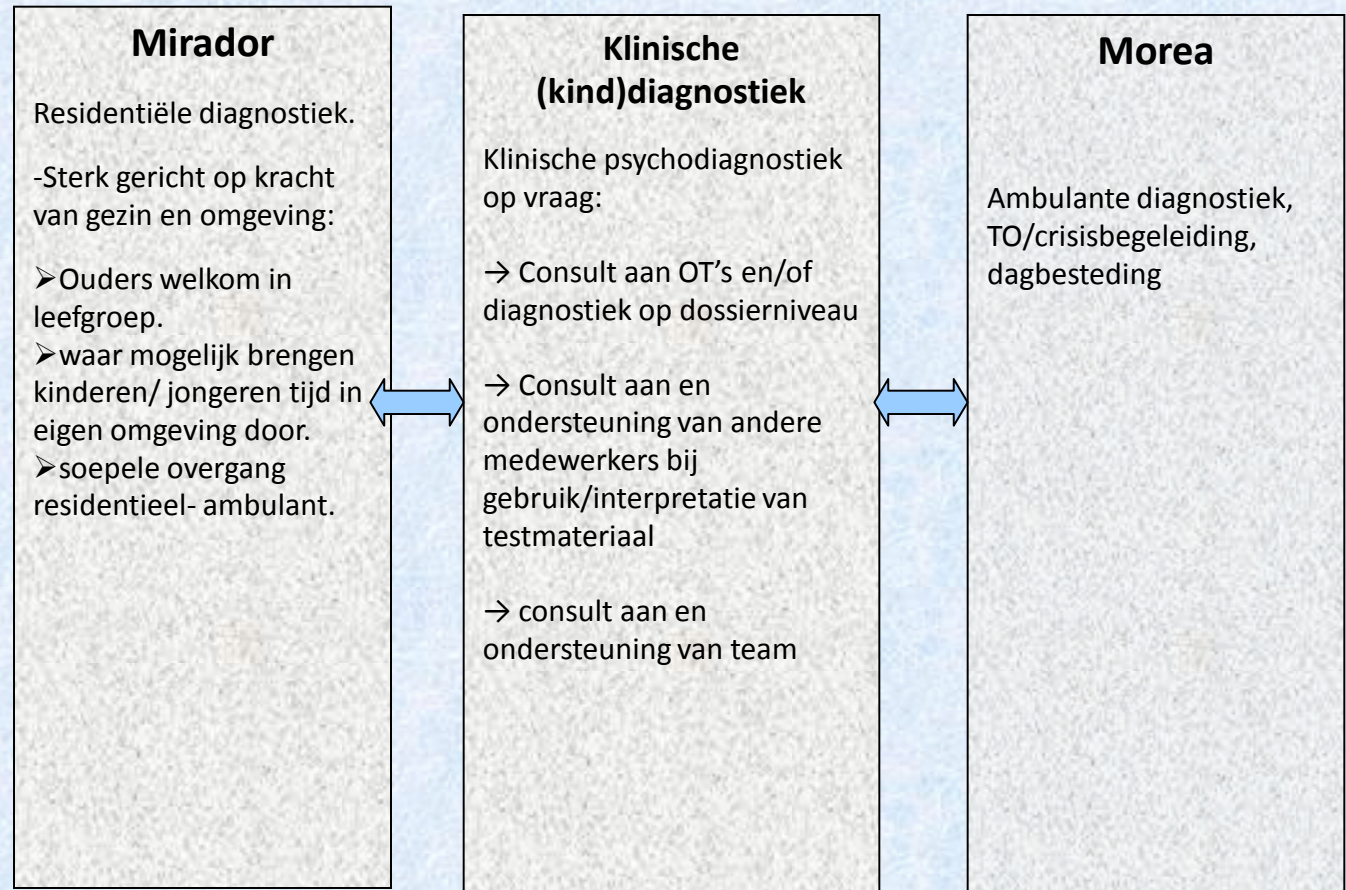 Mirador
Residentiële diagnostiek.
-Sterk gericht op kracht
van gezin en omgeving:
➢Ouders welkom in
leefgroep.
➢waar mogelijk brengen
kinderen/ jongeren tijd in
eigen omgeving door.
➢soepele overgang
residentieel- ambulant.
Klinische
(kind)diagnostiek
Klinische psychodiagnostiek
op vraag:
→ Consult aan OT’s en/of
diagnostiek op dossierniveau
→ Consult aan en
ondersteuning van andere
medewerkers bij
gebruik/interpretatie van
testmateriaal
→ consult aan en
ondersteuning van team
Morea
Ambulante diagnostiek,
TO/crisisbegeleiding,
dagbesteding